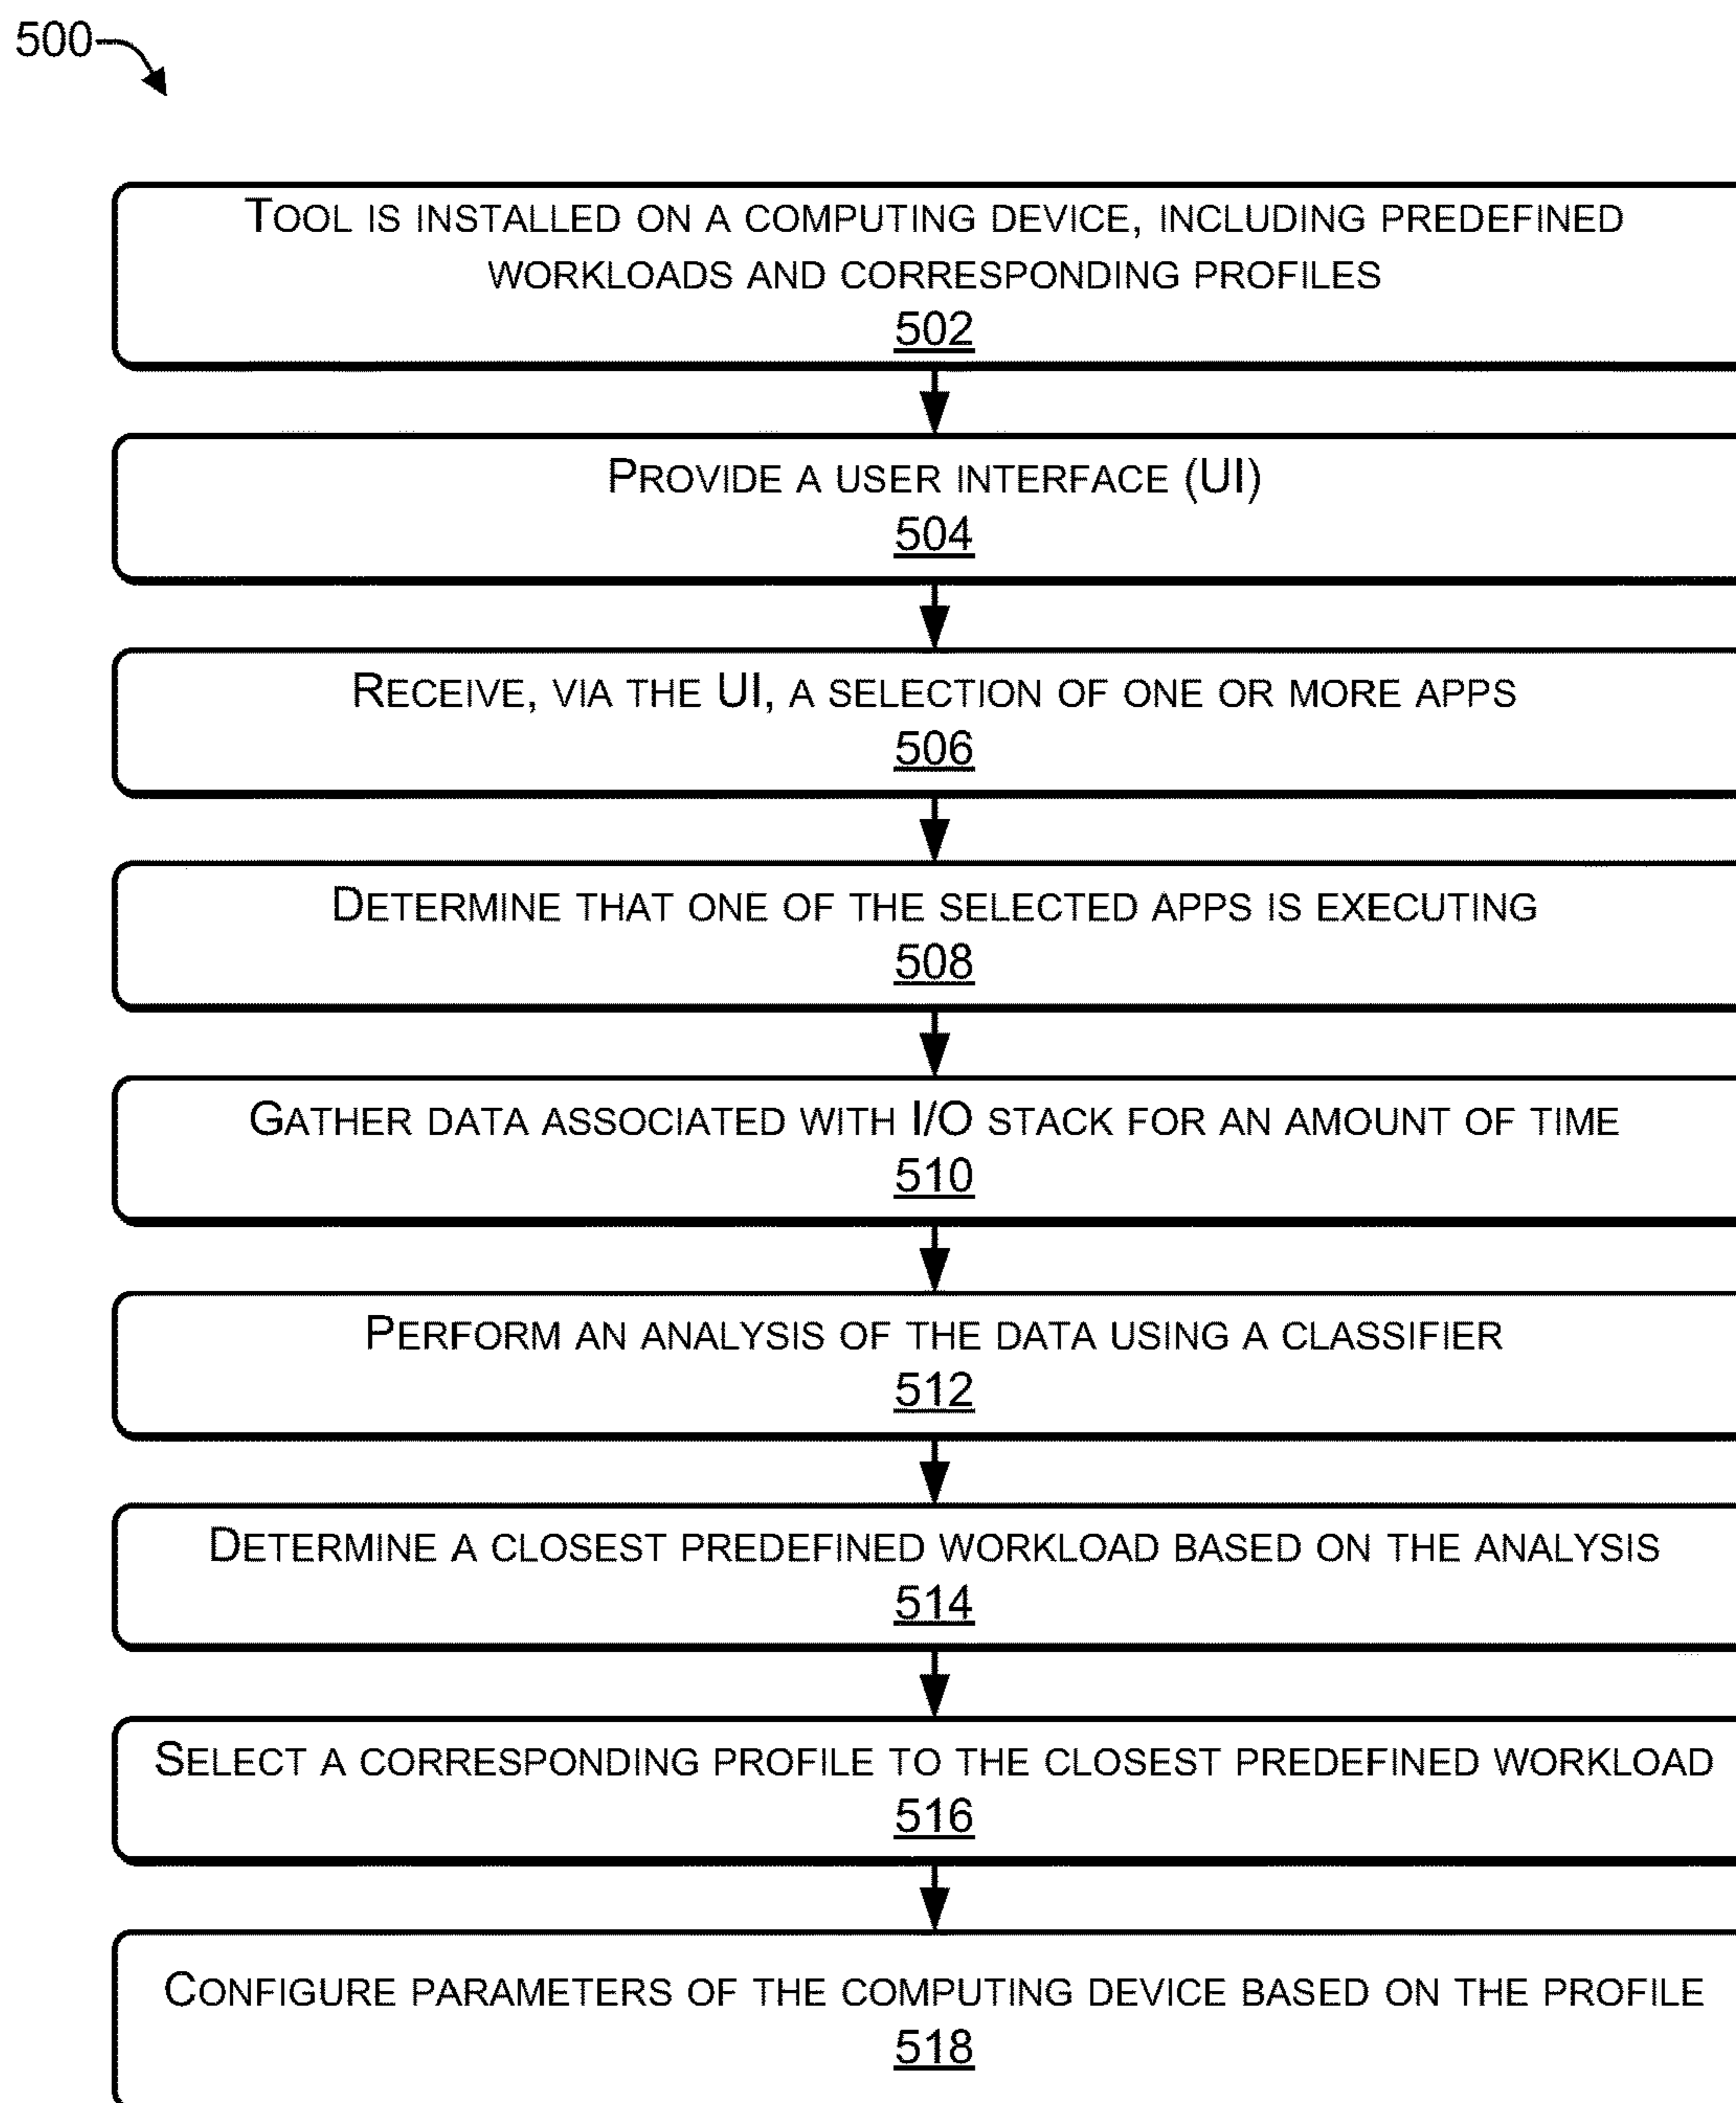 500
TOOL IS INSTALLED ON A COMPUTING DEVICE, INCLUDING PREDEFINED
WORKLOADS AND CORRESPONDING PROFILES
502
PROVIDE A USER INTERFACE (UI)
504
RECEIVE, VIA THE UI, A SELECTION OF ONE OR MORE APPS
506
DETERMINE THAT ONE OF THE SELECTED APPS IS EXECUTING
508
GATHER DATA ASSOCIATED WITH I/O STACK FOR AN AMOUNT OF TIME
510
PERFORM AN ANALYSIS OF THE DATA USING A CLASSIFIER
512
DETERMINE A CLOSEST PREDEFINED WORKLOAD BASED ON THE ANALYSIS
514
SELECT A CORRESPONDING PROFILE TO THE CLOSEST PREDEFINED WORKLOAD
516
CONFIGURE PARAMETERS OF THE COMPUTING DEVICE BASED ON THE PROFILE
518